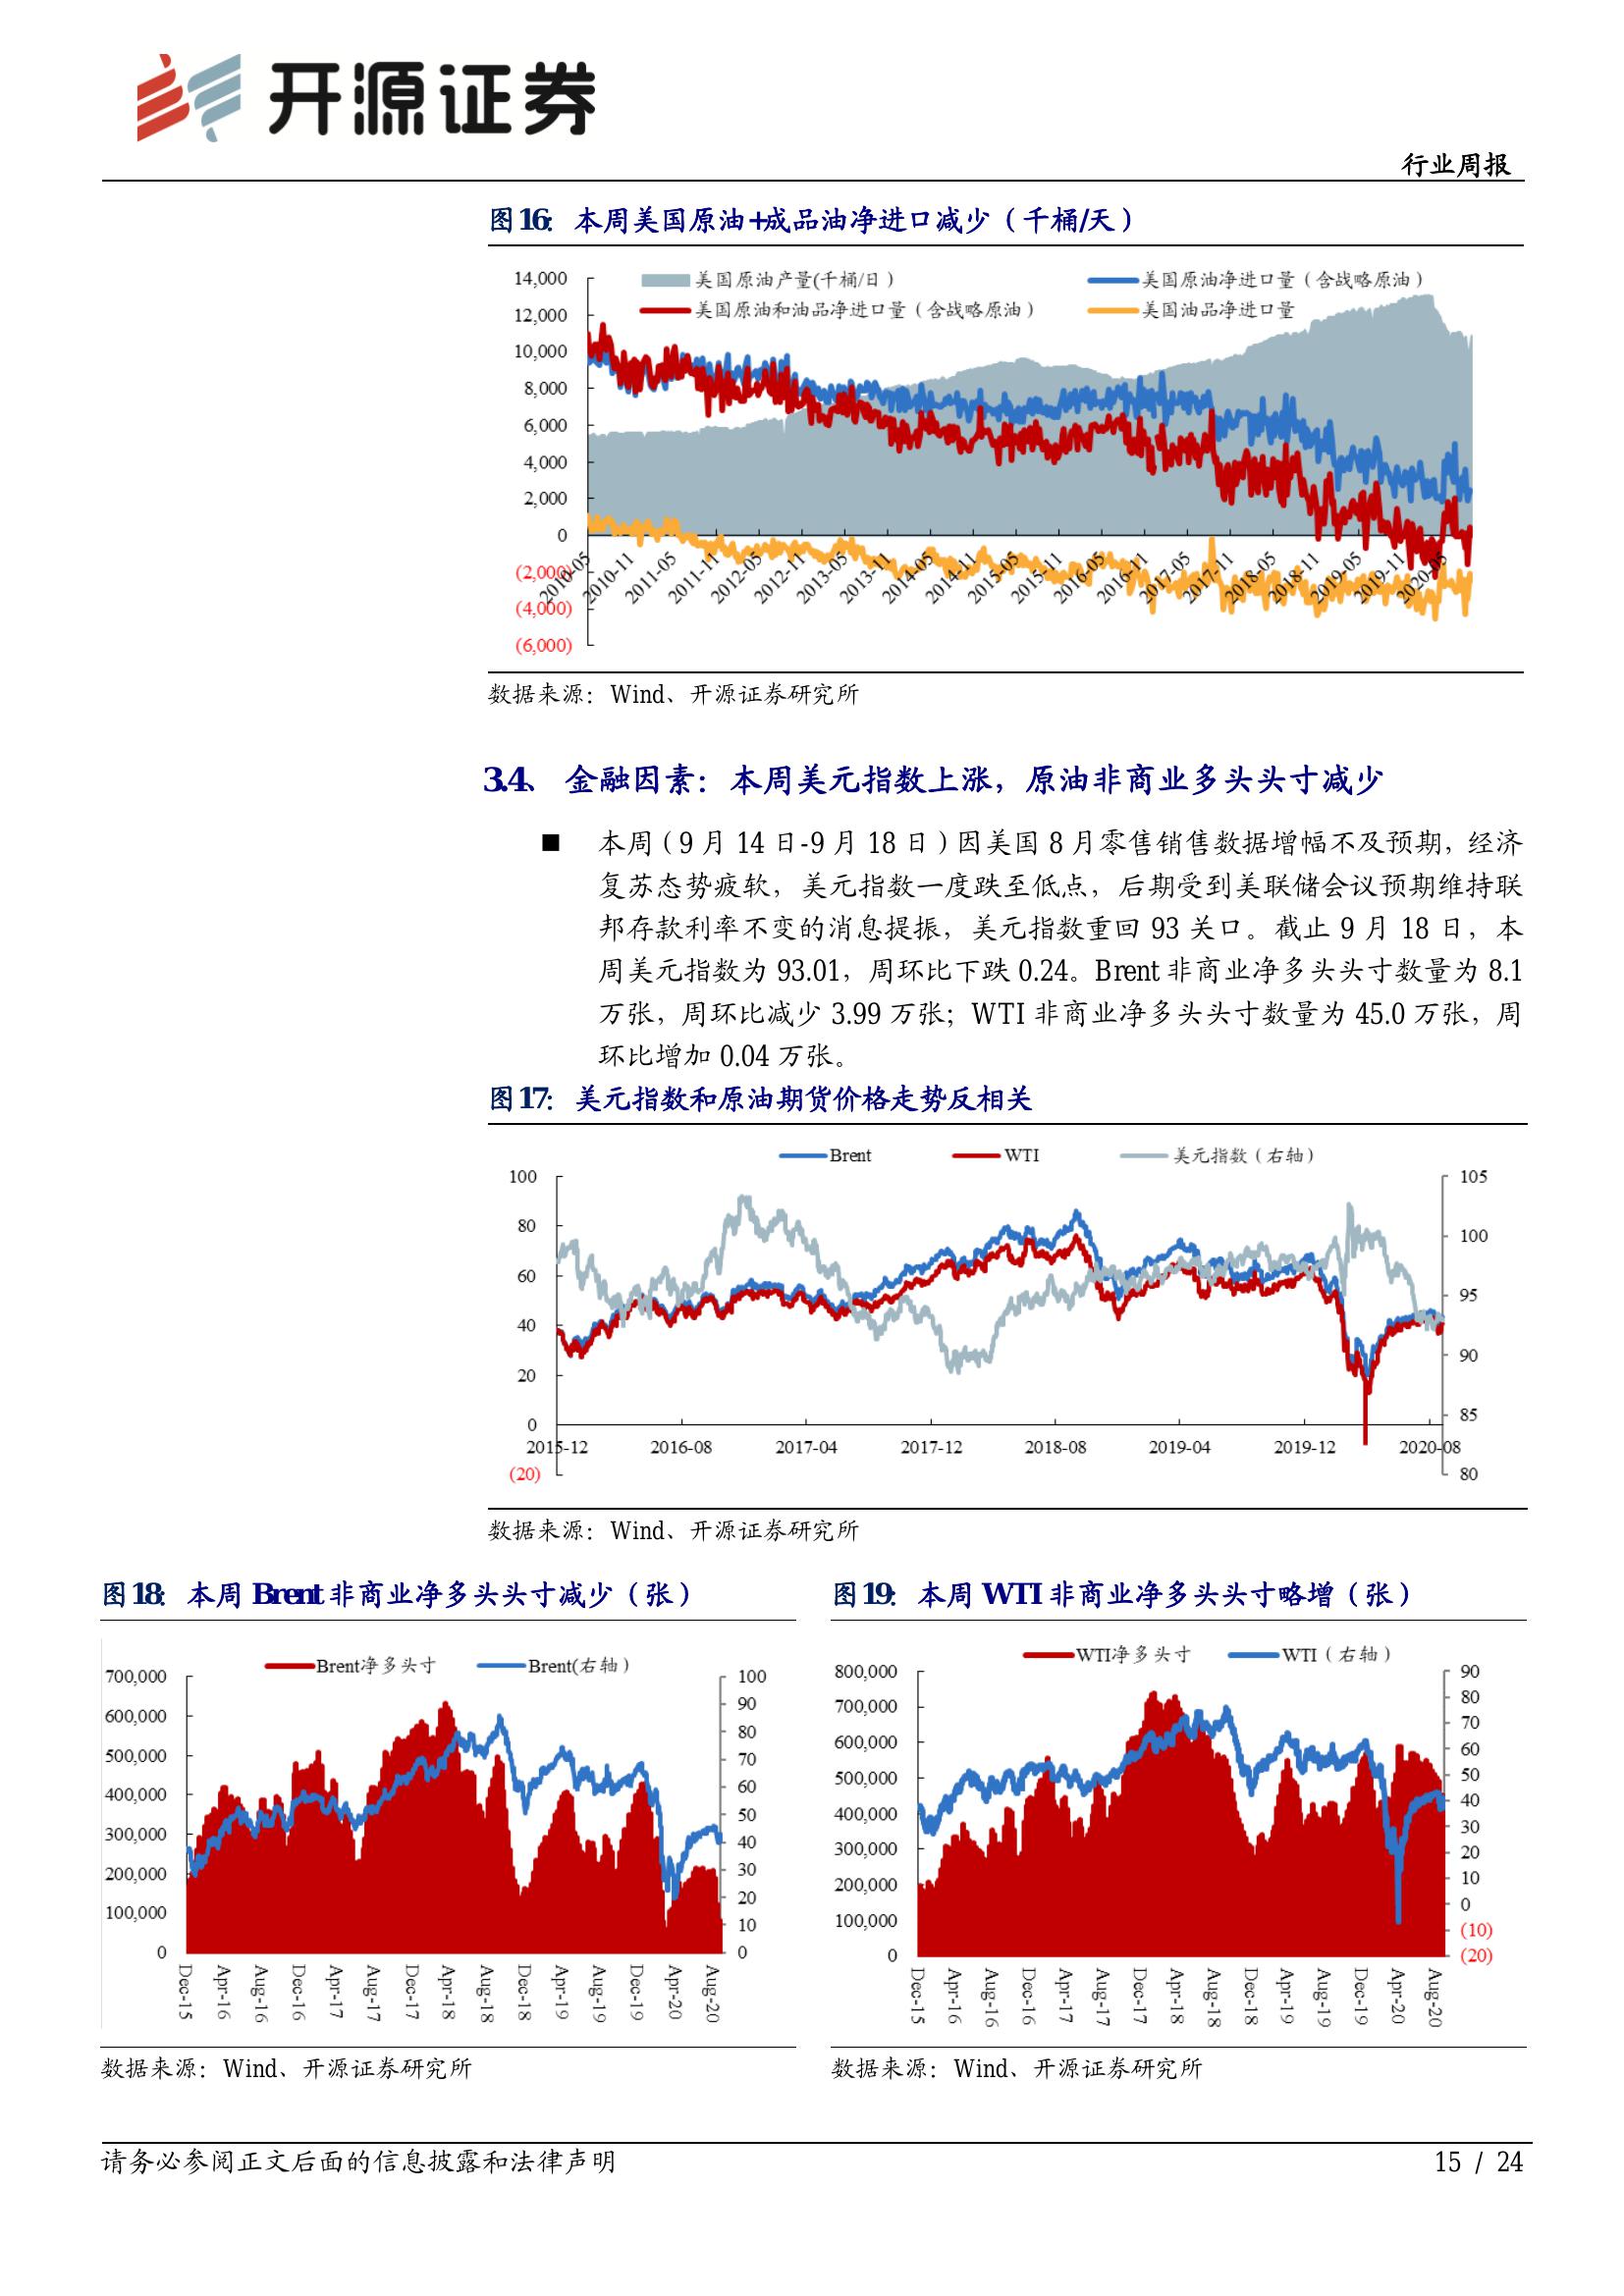 开源证券
行业周报
图16：本周美国原油+成品油净进口减少（千桶/天）
美国原油产量(千桶/日）
美国原油净进口量（含战略原油）
美国原油和油品净进口量（含战略原油）
美国油品净进口量
14,000
12,000
10,000
8,000
6,000
4,000
2,000
0
(2,000)
(4,000)
(6,000)
2010-05 2010-11 2011-05 2011-11 2012-05 2012-11 2013-05 2013-11 2014-05 2014-11 2015-05 2015-11 2016-05 2016-11 2017-05 2017-11 2018-05 2018-11 2019-05 2019-11 2020-05
数据来源：Wind、开源证券研究所
3.4、 金融因素：本周美元指数上涨，原油非商业多头头寸减少
■ 本周（9 月 14 日-9 月 18 日）因美国 8 月零售销售数据增幅不及预期，经济
复苏态势疲软，美元指数一度跌至低点，后期受到美联储会议预期维持联
邦存款利率不变的消息提振，美元指数重回 93 关口。截止 9 月 18 日，本
周美元指数为 93.01，周环比下跌 0.24。Brent 非商业净多头头寸数量为 8.1
万张，周环比减少 3.99 万张；WTI 非商业净多头头寸数量为 45.0 万张，周
环比增加 0.04 万张。
图17：美元指数和原油期货价格走势反相关
Brent WTI 美元指数（右轴）
100
80
60
40
20
0
(20)
105
100
95
90
85
80
2015-12 2016-08 2017-04 2017-12 2018-08 2019-04 2019-12 2020-08
数据来源：Wind、开源证券研究所
图18：本周 Brent 非商业净多头头寸减少（张）
Brent净多头寸 Brent(右轴）
700,000
600,000
500,000
400,000
300,000
200,000
100,000
0
100
90
80
70
60
50
40
30
20
10
0
Dec-15 Apr-16 Aug-16 Dec-16 Apr-17 Aug-17 Dec-17 Apr-18 Aug-18 Dec-18 Apr-19 Aug-19 Dec-19 Apr-20 Aug-20
数据来源：Wind、开源证券研究所
图19：本周 WTI 非商业净多头头寸略增（张）
WTI净多头寸 WTI（右轴）
800,000
700,000
600,000
500,000
400,000
300,000
200,000
100,000
0
90
80
70
60
50
40
30
20
10
0
(10)
(20)
Dec-15 Apr-16 Aug-16 Dec-16 Apr-17 Aug-17 Dec-17 Apr-18 Aug-18 Dec-18 Apr-19 Aug-19 Dec-19 Apr-20 Aug-20
数据来源：Wind、开源证券研究所
请务必参阅正文后面的信息披露和法律声明
15 / 24